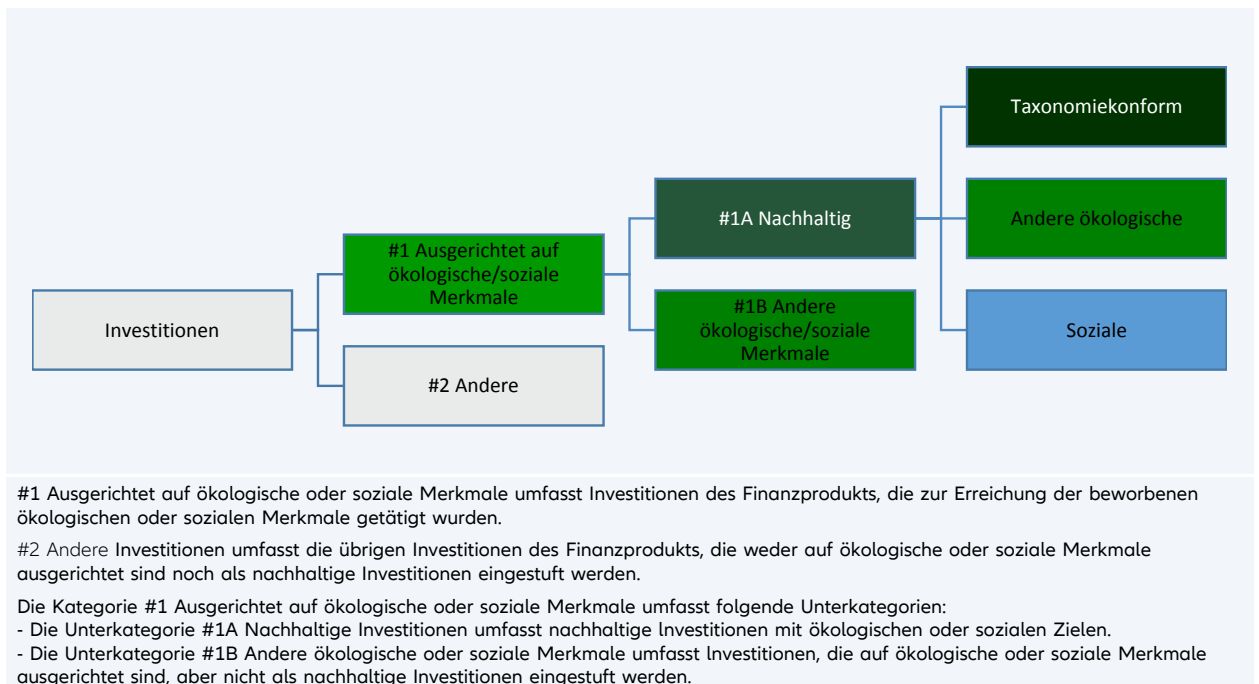 Taxonomiekonform
#1A Nachhaltig
Andere ökologische
#1 Ausgerichtet auf
ökologische/soziale
Merkmale
#1B Andere
ökologische/soziale
Merkmale
Investitionen
Soziale
#2 Andere
#1 Ausgerichtet auf ökologische oder soziale Merkmale umfasst Investitionen des Finanzprodukts, die zur Erreichung der beworbenen
ökologischen oder sozialen Merkmale getätigt wurden.
#2 Andere Investitionen umfasst die übrigen Investitionen des Finanzprodukts, die weder auf ökologische oder soziale Merkmale
ausgerichtet sind noch als nachhaltige Investitionen eingestuft werden.
Die Kategorie #1 Ausgerichtet auf ökologische oder soziale Merkmale umfasst folgende Unterkategorien:
- Die Unterkategorie #1A Nachhaltige Investitionen umfasst nachhaltige lnvestitionen mit ökologischen oder sozialen Zielen.
- Die Unterkategorie #1B Andere ökologische oder soziale Merkmale umfasst lnvestitionen, die auf ökologische oder soziale Merkmale
ausgerichtet sind, aber nicht als nachhaltige Investitionen eingestuft werden.